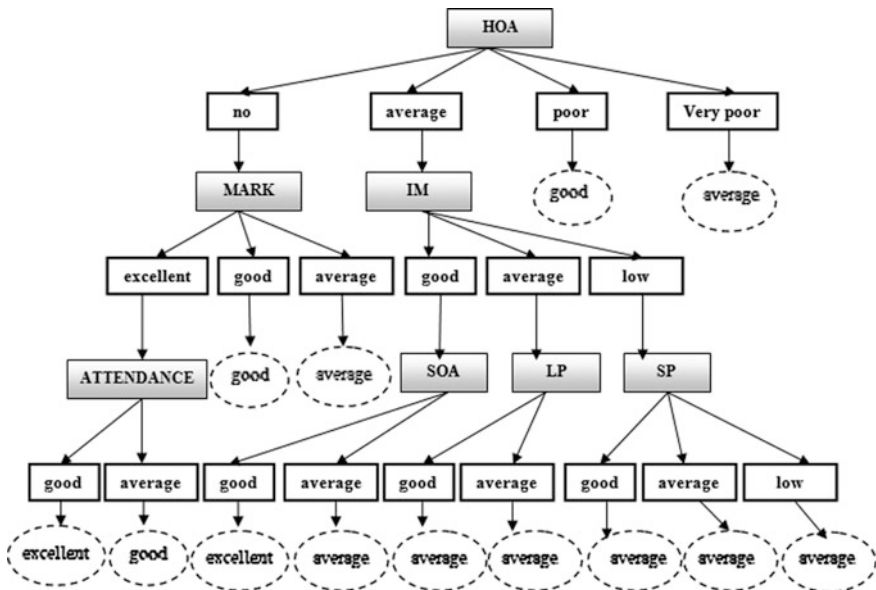 HOA
no average poor Very poor
MARK IM good average
excellent good average good average low
ATTENDANCE good average SOA LP SP
good average good average good average good average low
excellent good excellent average average average average average average